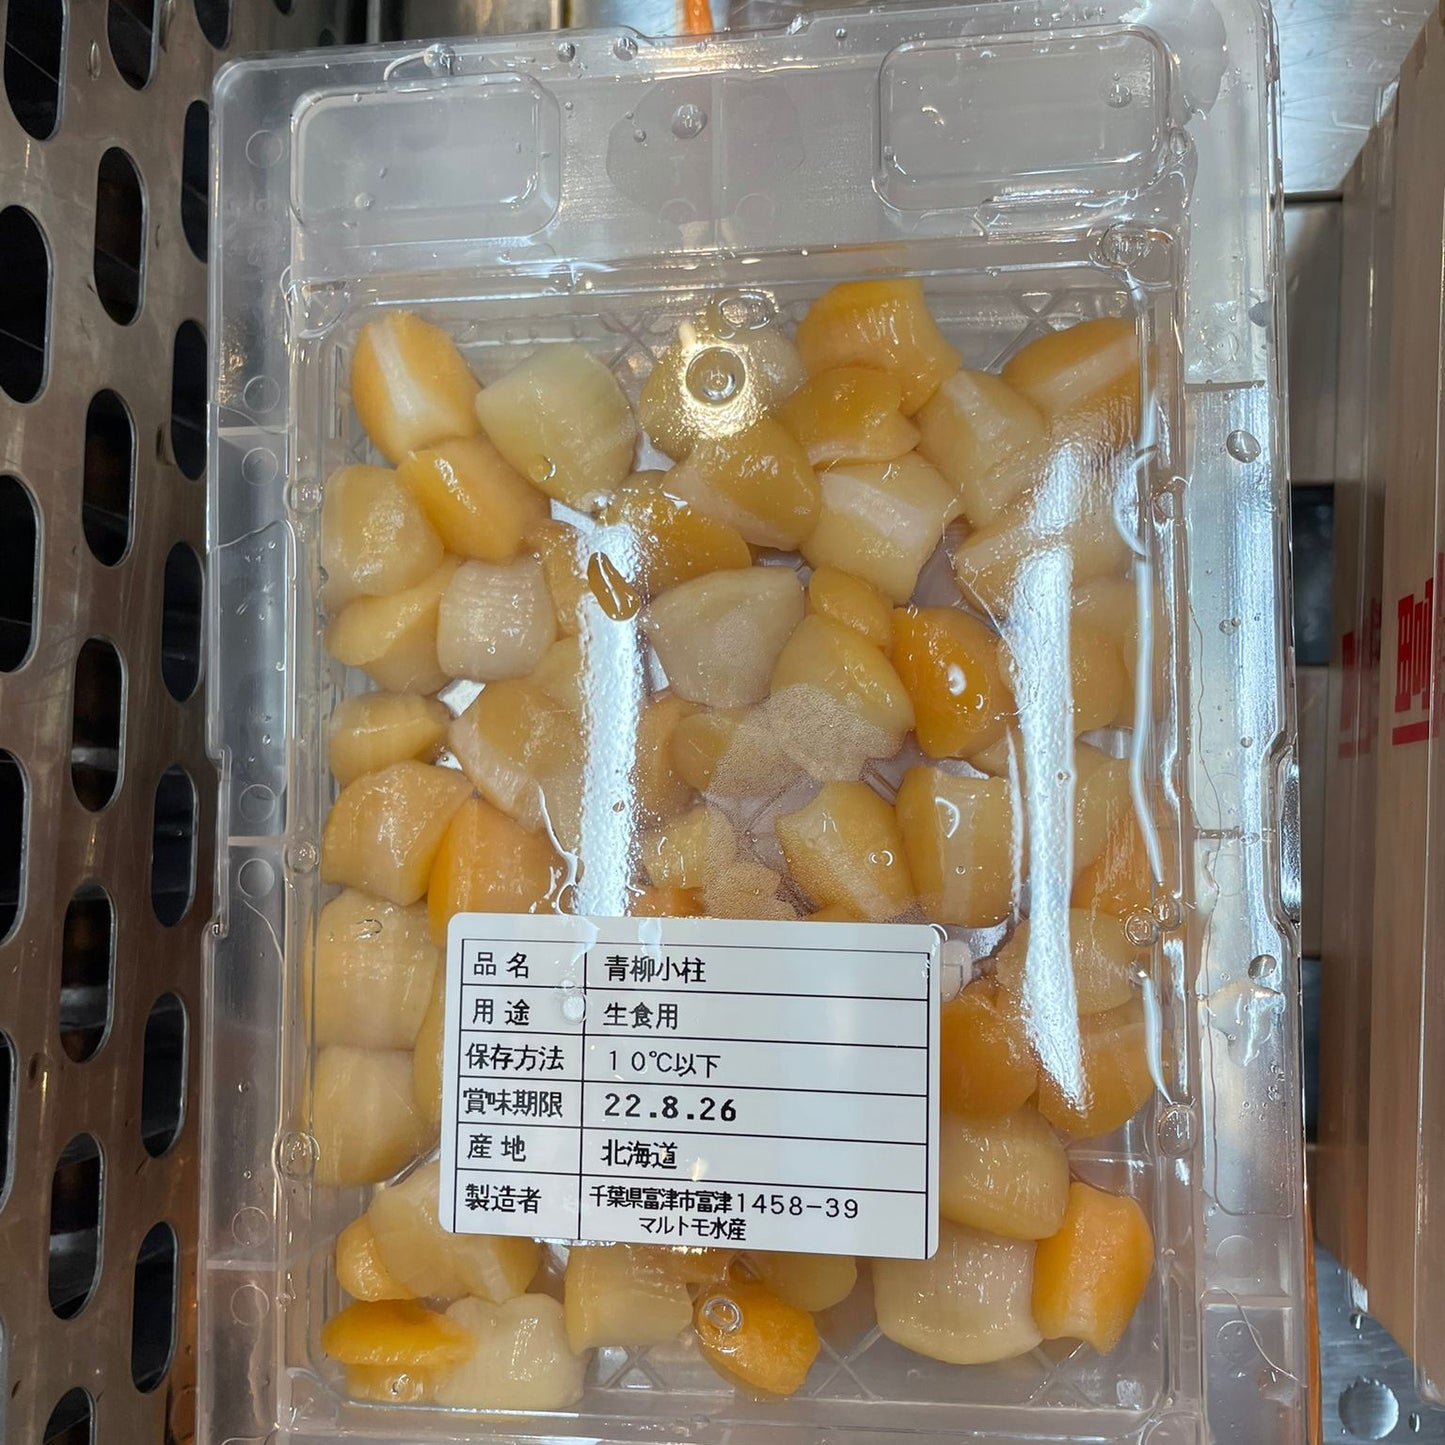 品名 青柳小柱
用途 生食用
保存方法 10℃以下
賞味期限 22.8.26
産地 北海道
製造者 千葉県富津市富津1458-39
マルトモ水産